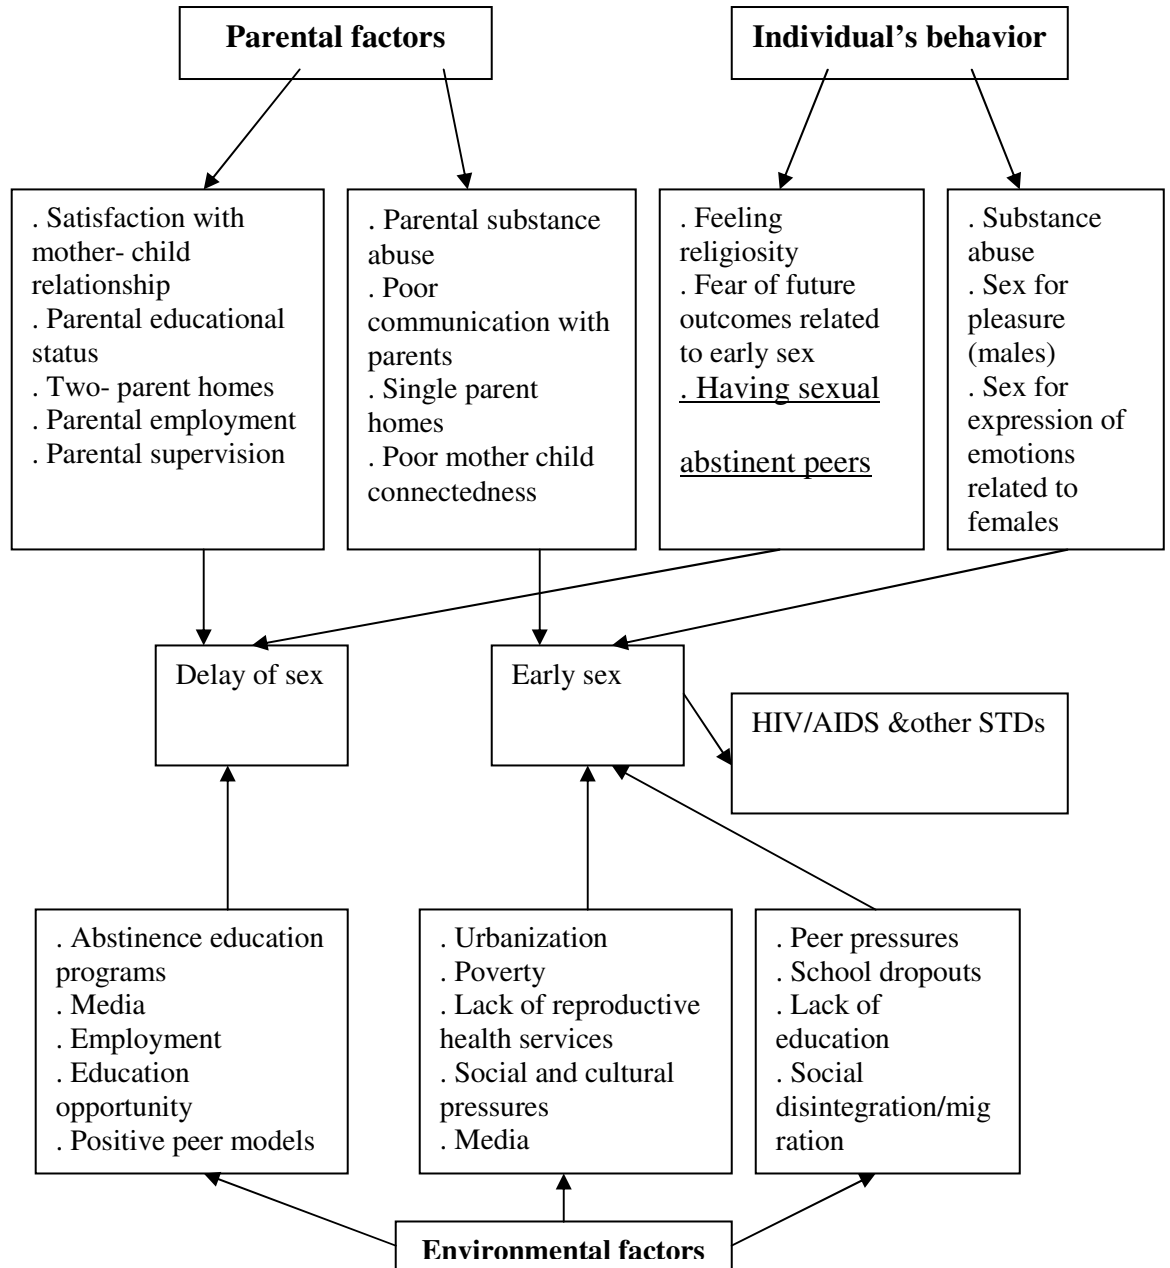 Parental factors
Individual's behavior
. Satisfaction with
mother- child
relationship
. Parental educational
status
. Two- parent homes
. Parental employment
. Parental supervision
. Parental substance
abuse
. Poor
communication with
parents
. Single parent
homes
. Poor mother child
connectedness
. Feeling
religiosity
. Fear of future
outcomes related
to early sex
. Having sexual
abstinent peers
. Substance
abuse
. Sex for
pleasure
(males)
. Sex for
expression of
emotions
related to
females
Delay of sex
Early sex
HIV/AIDS &other STDs
. Abstinence education
programs
. Media
. Employment
. Education
opportunity
. Positive peer models
. Urbanization
. Poverty
. Lack of reproductive
health services
. Social and cultural
pressures
. Media
. Peer pressures
. School dropouts
. Lack of
education
. Social
disintegration/mig
ration
Environmental factors